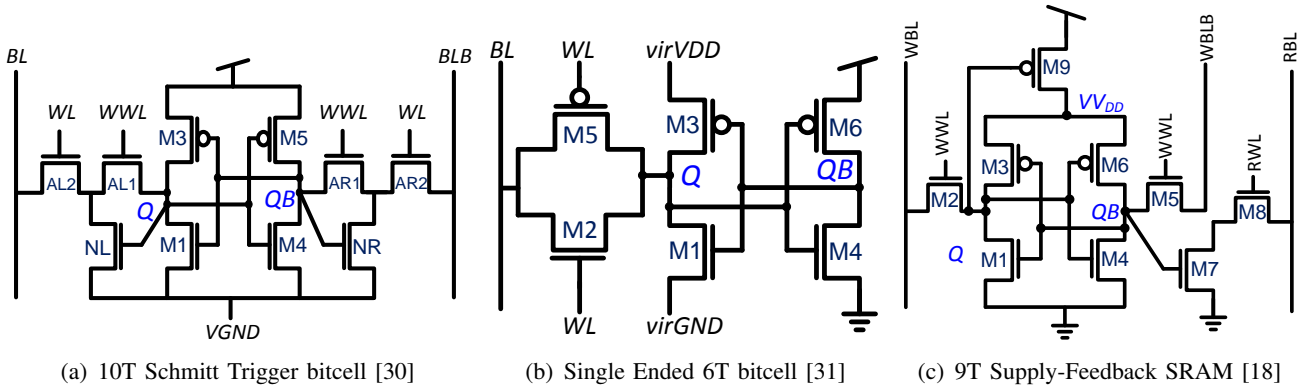 BL
WL
WWL
AL2
AL1
NL
Q
M3
M1
M5
M4
QB
WWL
WL
AR1
AR2
NR
BLB
VGND
(a) 10T Schmitt Trigger bitcell [30]
BL
WL
M5
M2
WL
virVDD
M3
Q
M1
virGND
M6
QB
M4
(b) Single Ended 6T bitcell [31]
WBL
WWL
M2
M9
VVDD
M3
M6
Q
M1
M4
QB
WWL
M5
WBLB
RWL
M8
M7
RBL
(c) 9T Supply-Feedback SRAM [18]